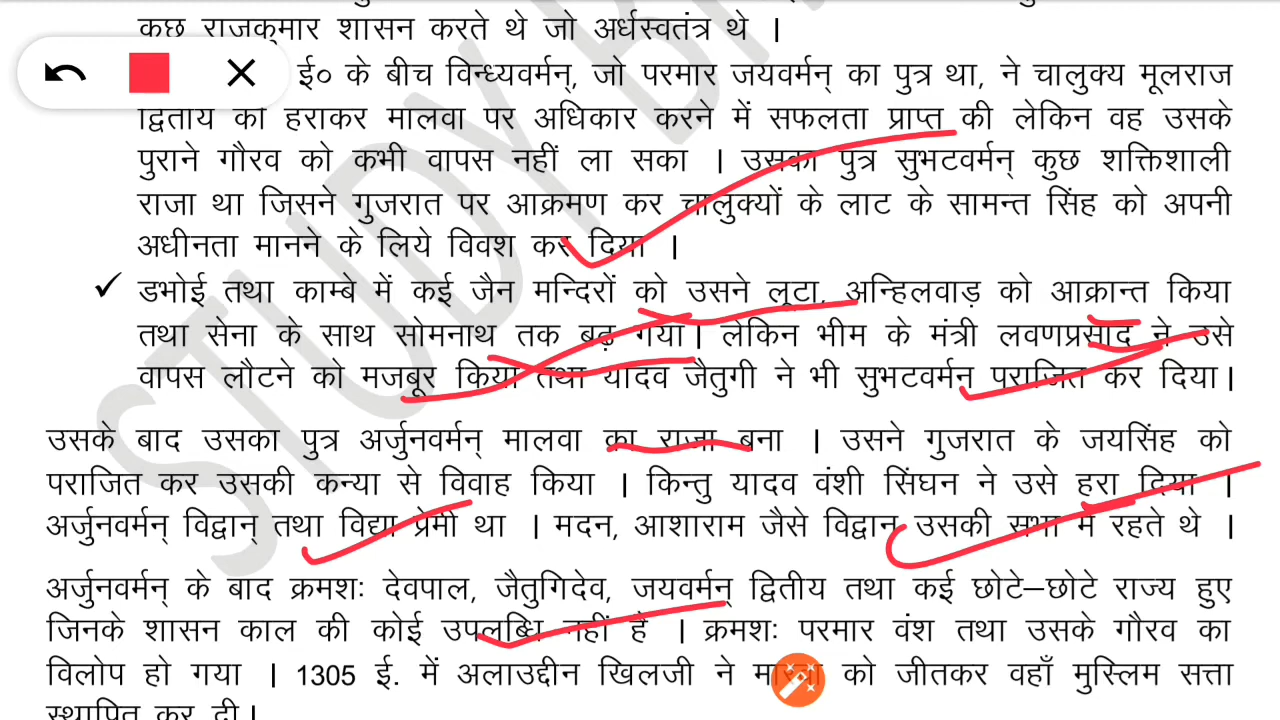 कुछ राजकुमार शासन करते थे जो अर्धस्वतंत्र थे ।
ई० के बीच विन्ध्यवर्मन्, जो परमार जयवर्मन् का पुत्र था, ने चालुक्य मूलराज
द्वितीय को हराकर मालवा पर अधिकार करने में सफलता प्राप्त की लेकिन वह उसके
पुराने गौरव को कभी वापस नहीं ला सका । उसका पुत्र सुभटवर्मन् कुछ शक्तिशाली
राजा था जिसने गुजरात पर आक्रमण कर चालुक्यों के लाट के सामन्त सिंह को अपनी
अधीनता मानने के लिये विवश कर दिया ।
✓ डभोई तथा काम्बे में कई जैन मन्दिरों को उसने लूटा, अन्हिलवाड़ को आक्रान्त किया
तथा सेना के साथ सोमनाथ तक बढ़ गया। लेकिन भीम के मंत्री लवणप्रसाद ने उसे
वापस लौटने को मजबूर किया तथा यादव जैतुगी ने भी सुभटवर्मन् पराजित कर दिया।
उसके बाद उसका पुत्र अर्जुनवर्मन् मालवा का राजा बना । उसने गुजरात के जयसिंह को
पराजित कर उसकी कन्या से विवाह किया । किन्तु यादव वंशी सिंघन ने उसे हरा दिया ।
अर्जुनवर्मन् विद्वान् तथा विद्या प्रेमी था । मदन, आशाराम जैसे विद्वान उसकी सभा में रहते थे ।
अर्जुनवर्मन् के बाद क्रमशः देवपाल, जैतुगिदेव, जयवर्मन् द्वितीय तथा कई छोटे–छोटे राज्य हुए
जिनके शासन काल की कोई उपलब्धि नहीं है । क्रमशः परमार वंश तथा उसके गौरव का
विलोप हो गया । 1305 ई. में अलाउद्दीन खिलजी ने को जीतकर वहाँ मुस्लिम सत्ता
स्थापित कर दी।